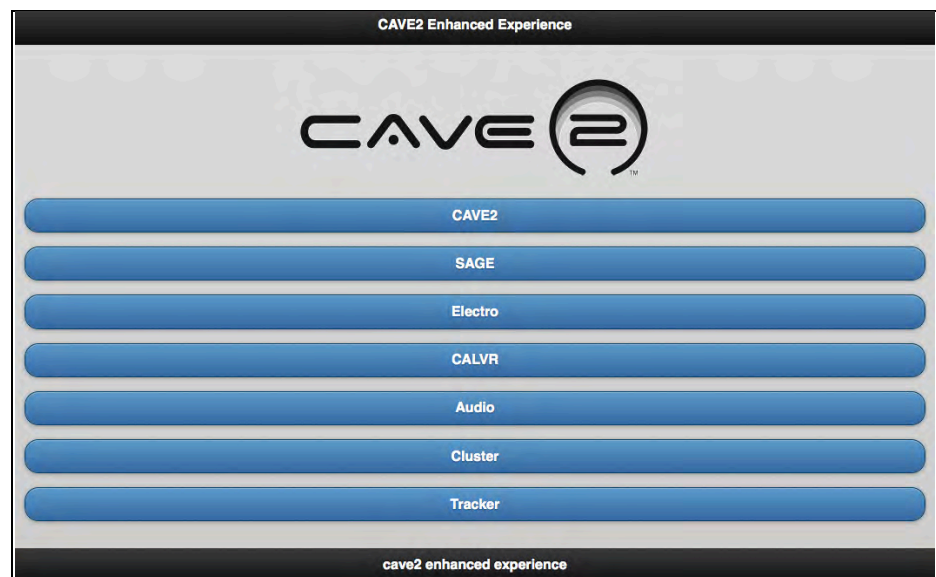 CAVE2 Enhanced Experience
CAVE2
TM
CAVE2
SAGE
Electro
CALVR
Audio
Cluster
Tracker
cave2 enhanced experience